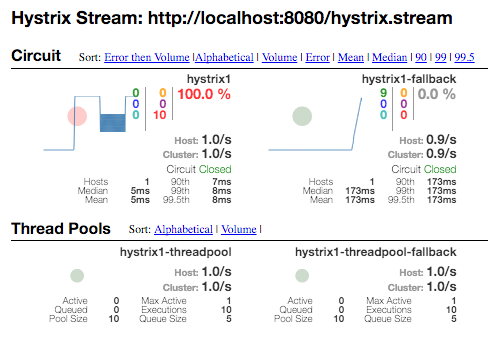 Hystrix Stream: http://localhost:8080/hystrix.stream
Circuit Sort: Error then Volume |Alphabetical | Volume | Error | Mean | Median | 90 | 99 | 99.5
hystrix1
0 0 100.0 %
0 0
0 10
Host: 1.0/s
Cluster: 1.0/s
Circuit Closed
Hosts 1 90th 7ms
Median 5ms 99th 8ms
Mean 5ms 99.5th 8ms
hystrix1-fallback
9 0 0.0 %
0 0
0 0
Host: 0.9/s
Cluster: 0.9/s
Circuit Closed
Hosts 1 90th 173ms
Median 173ms 99th 173ms
Mean 173ms 99.5th 173ms
Thread Pools Sort: Alphabetical | Volume |
hystrix1-threadpool
Host: 1.0/s
Cluster: 1.0/s
Active 0 Max Active 1
Queued 0 Executions 10
Pool Size 10 Queue Size 5
hystrix1-threadpool-fallback
Host: 1.0/s
Cluster: 1.0/s
Active 0 Max Active 1
Queued 0 Executions 10
Pool Size 10 Queue Size 5